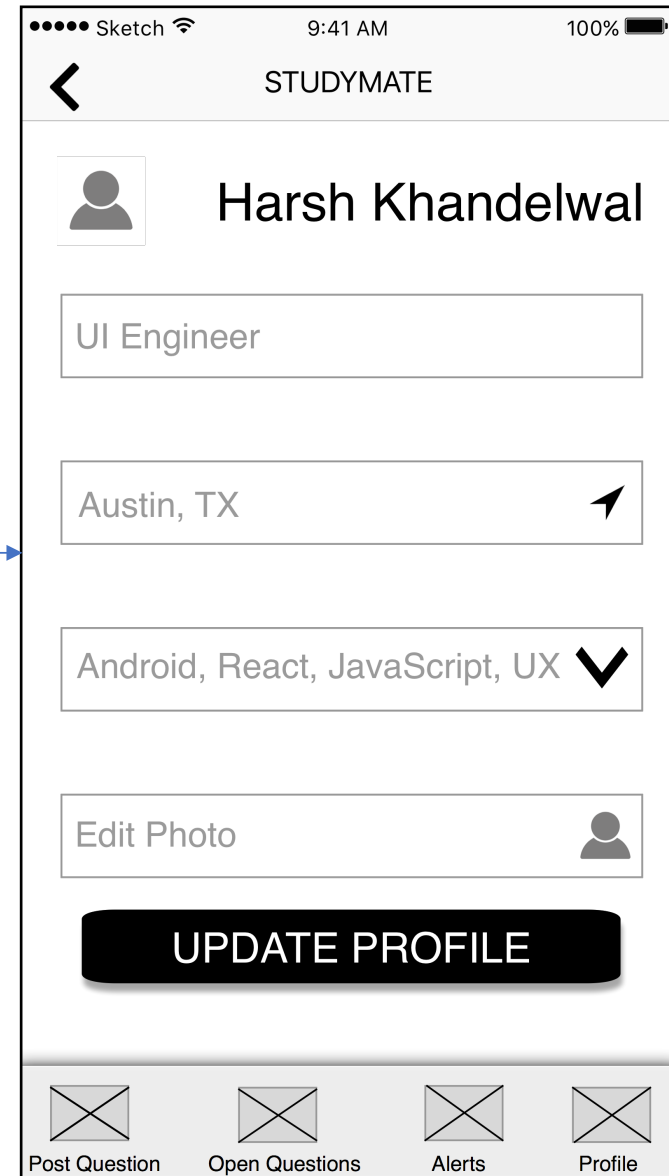 Sketch 9:41 AM 100%
STUDYMATE
Harsh Khandelwal
UI Engineer
Austin, TX
Android, React, JavaScript, UX
Edit Photo
UPDATE PROFILE
Post Question Open Questions Alerts Profile